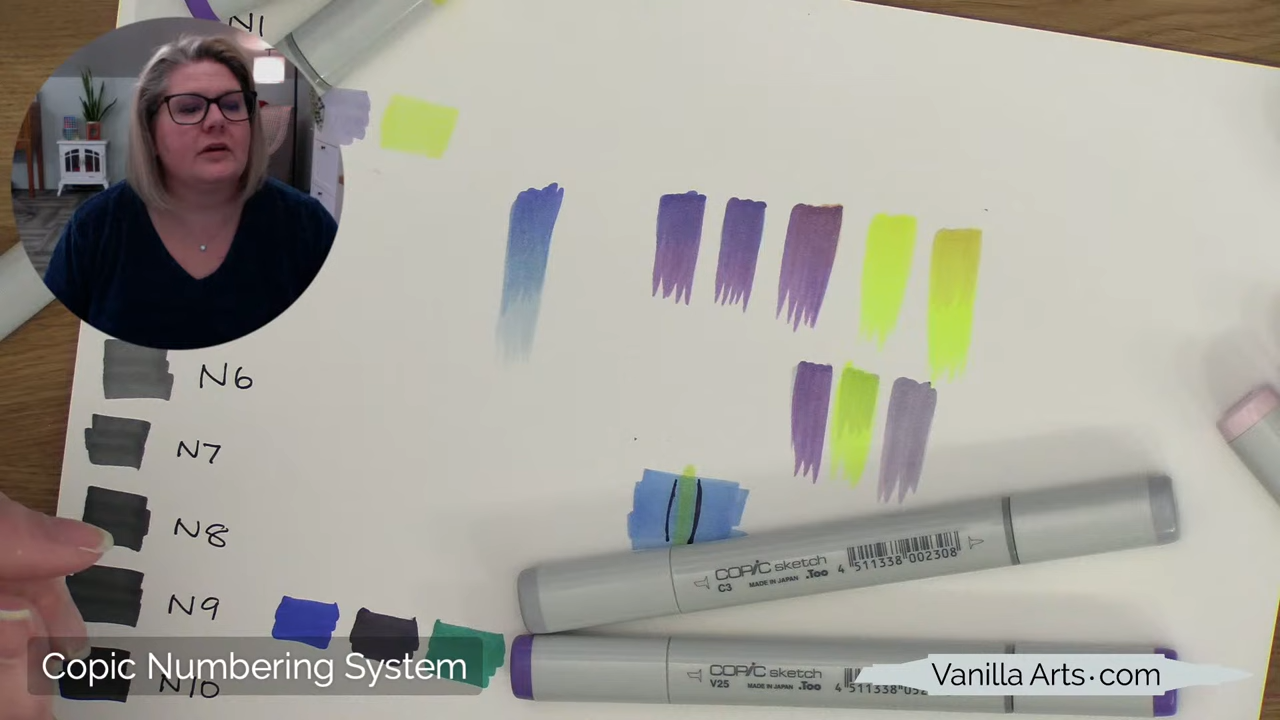 N1
N6
N7
N8
N9
N10
COPIC sketch
C3
MADE IN JAPAN .Too
4 511338 002308
COPIC sketch
V25
MADE IN JAPAN .Too
Copic Numbering System
Vanilla Arts.com